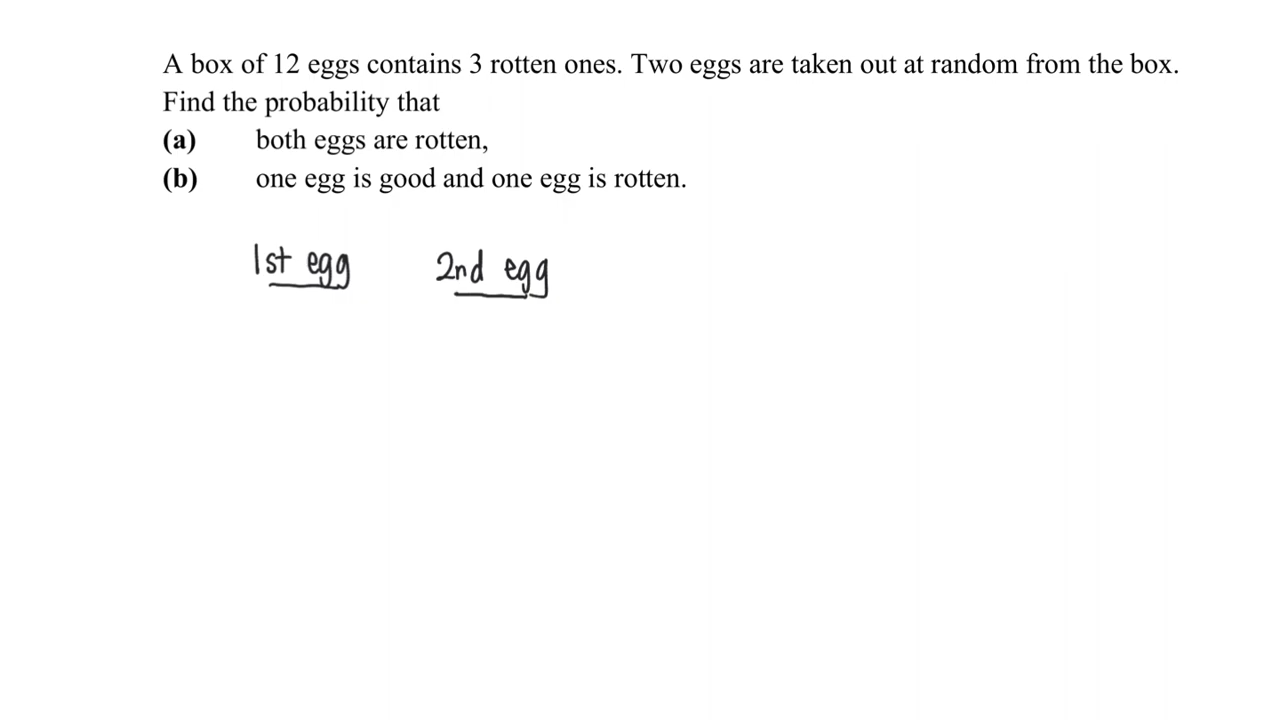 A box of 12 eggs contains 3 rotten ones. Two eggs are taken out at random from the box.
Find the probability that
(a) both eggs are rotten,
(b) one egg is good and one egg is rotten.
1st egg 2nd egg